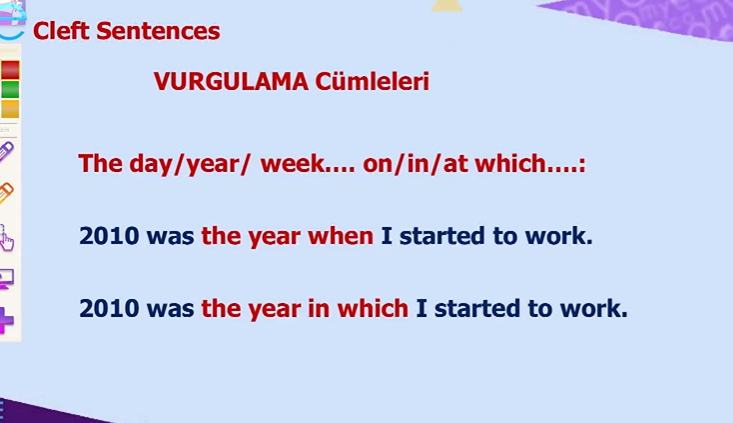 Cleft Sentences
VURGULAMA Cümleleri
The day/year/ week.... on/in/at which....:
2010 was the year when I started to work.
2010 was the year in which I started to work.